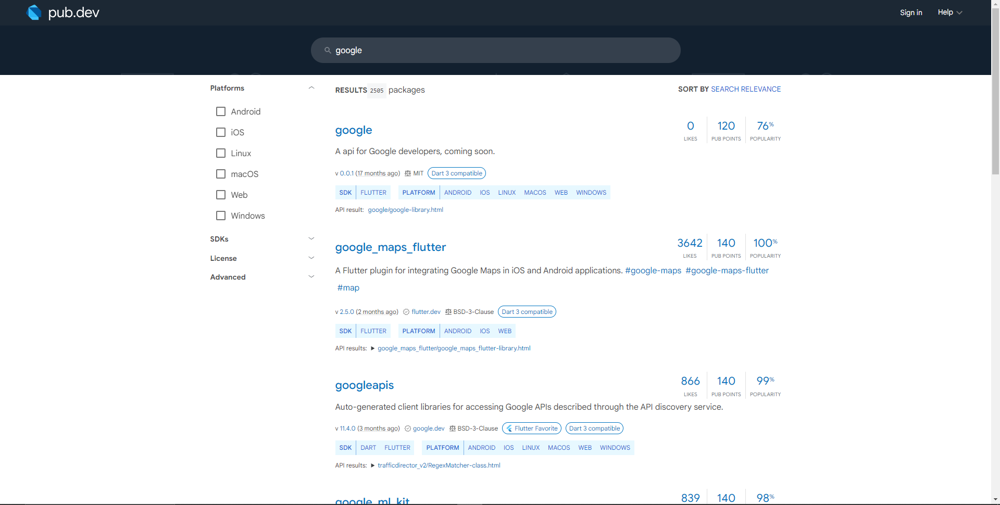 pub.dev
Sign in
Help
google
Platforms
Android
iOS
Linux
macOS
Web
Windows
SDKs
License
Advanced
RESULTS 2505 packages
SORT BY SEARCH RELEVANCE
google
0 LIKES
120 PUB POINTS
76% POPULARITY
A api for Google developers, coming soon.
v 0.0.1 (17 months ago) MIT Dart 3 compatible
SDK FLUTTER PLATFORM ANDROID IOS LINUX MACOS WEB WINDOWS
API result: google/google-library.html
google_maps_flutter
3642 LIKES
140 PUB POINTS
100% POPULARITY
A Flutter plugin for integrating Google Maps in iOS and Android applications. #google-maps #google-maps-flutter
#map
v 2.5.0 (2 months ago) flutter.dev BSD-3-Clause Dart 3 compatible
SDK FLUTTER PLATFORM ANDROID IOS WEB
API results: google_maps_flutter/google_maps_flutter-library.html
googleapis
866 LIKES
140 PUB POINTS
99% POPULARITY
Auto-generated client libraries for accessing Google APIs described through the API discovery service.
v 11.4.0 (3 months ago) google.dev BSD-3-Clause Flutter Favorite Dart 3 compatible
SDK DART FLUTTER PLATFORM ANDROID IOS LINUX MACOS WEB WINDOWS
API results: trafficdirector_v2/RegexMatcher-class.html
google_ml_kit
839
140
98%